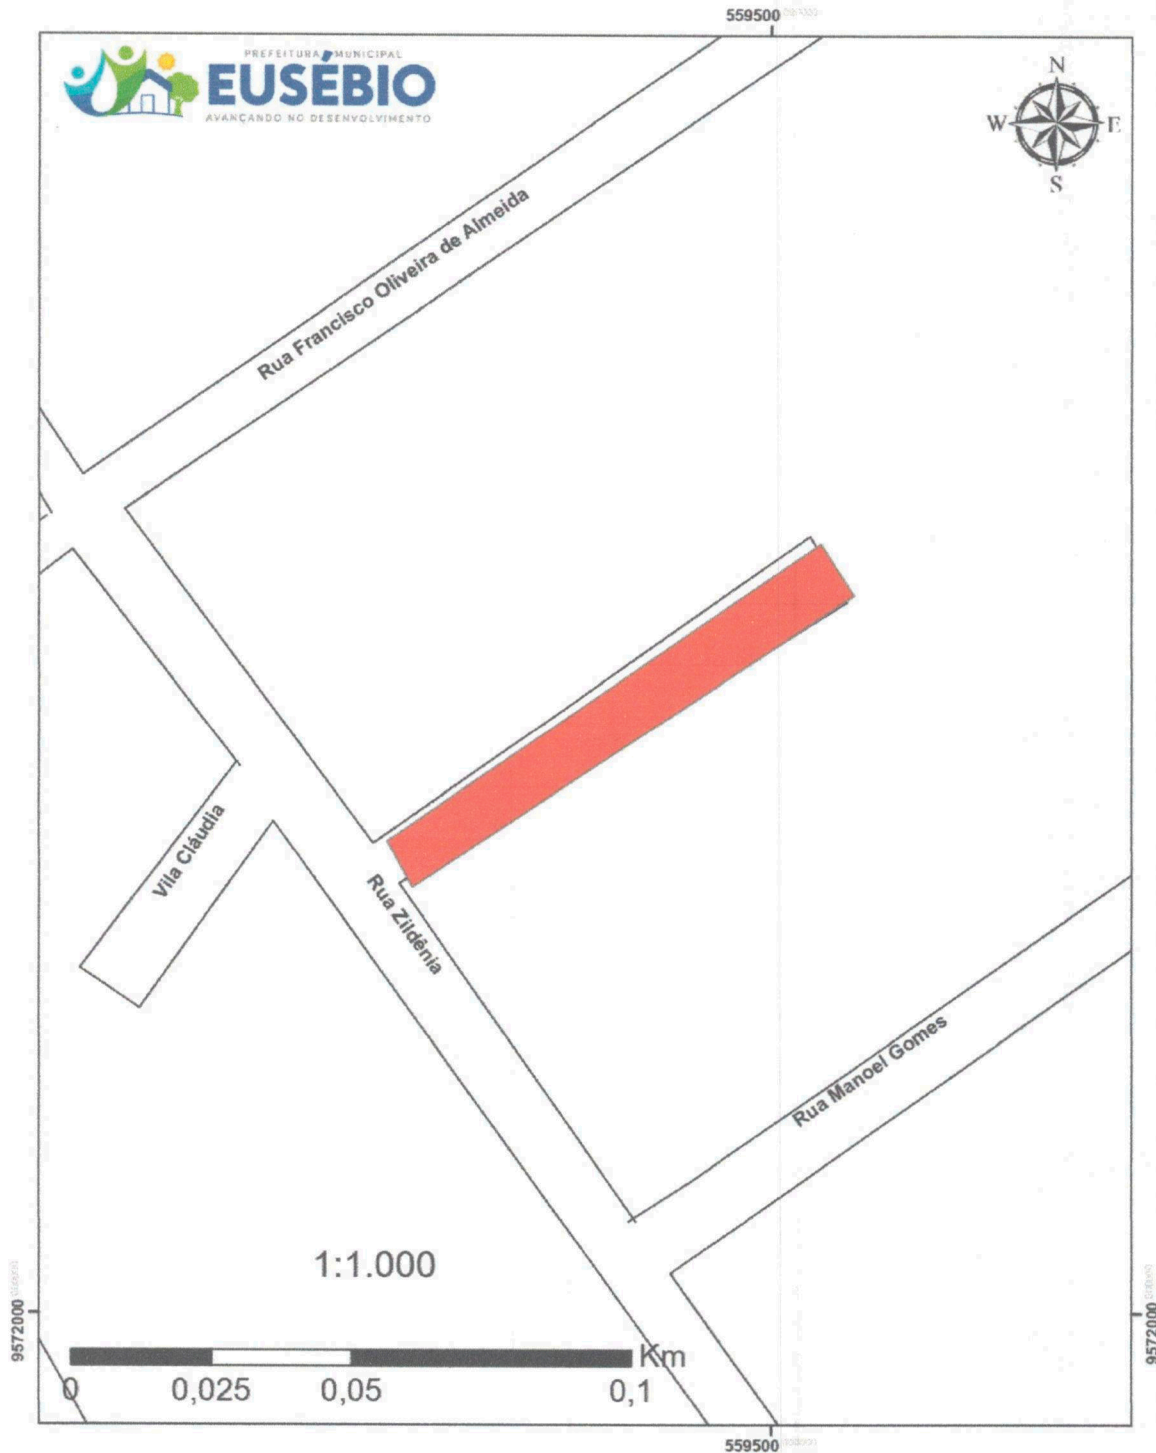 559500
PREFEITURA MUNICIPAL
EUSÉBIO
AVANÇANDO NO DESENVOLVIMENTO
N
W
E
S
Rua Francisco Oliveira de Almeida
Vila Cláudia
Rua Zildênia
Rua Manoel Gomes
1:1.000
9572000
9572000
Km
0
0,025
0,05
0,1
559500